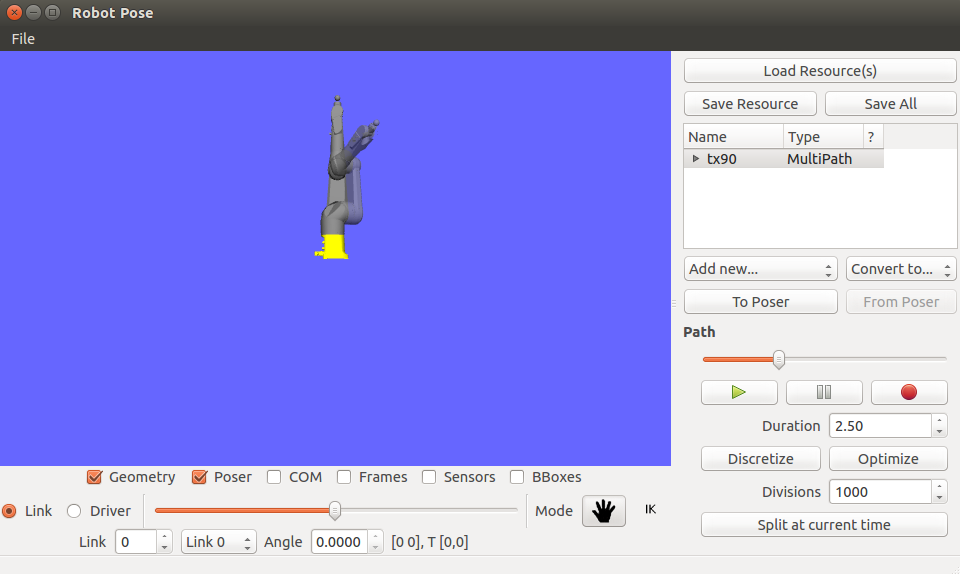 Robot Pose
File
Load Resource(s)
Save Resource Save All
Name Type ?
tx90 MultiPath
Add new... Convert to...
To Poser From Poser
Path
Duration 2.50
Discretize Optimize
Divisions 1000
Split at current time
Geometry Poser COM Frames Sensors BBoxes
Link Driver Mode IK
Link 0 Link 0 Angle 0.0000 [0 0], T [0,0]